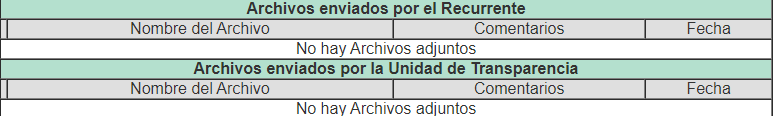 Archivos enviados por el Recurrente
Nombre del Archivo Comentarios Fecha
No hay Archivos adjuntos
Archivos enviados por la Unidad de Transparencia
Nombre del Archivo Comentarios Fecha
No hay Archivos adjuntos